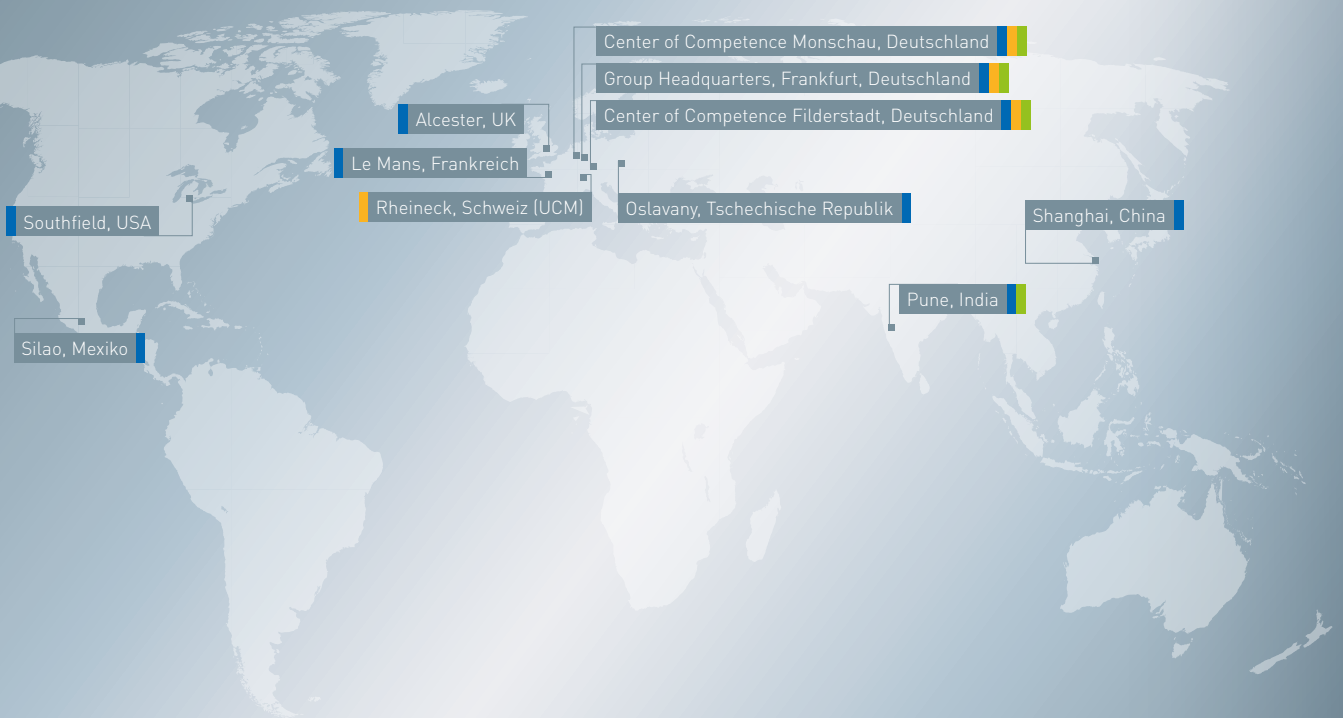 Center of Competence Monschau, Deutschland
Group Headquarters, Frankfurt, Deutschland
Center of Competence Filderstadt, Deutschland
Alcester, UK
Le Mans, Frankreich
Rheineck, Schweiz (UCM)
Oslavany, Tschechische Republik
Southfield, USA
Shanghai, China
Pune, India
Silao, Mexiko